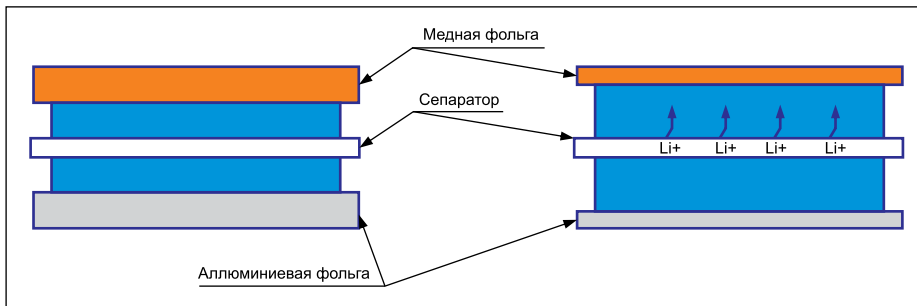 Медная фольга
Сепаратор
Li+ Li+ Li+ Li+
Аллюминиевая фольга